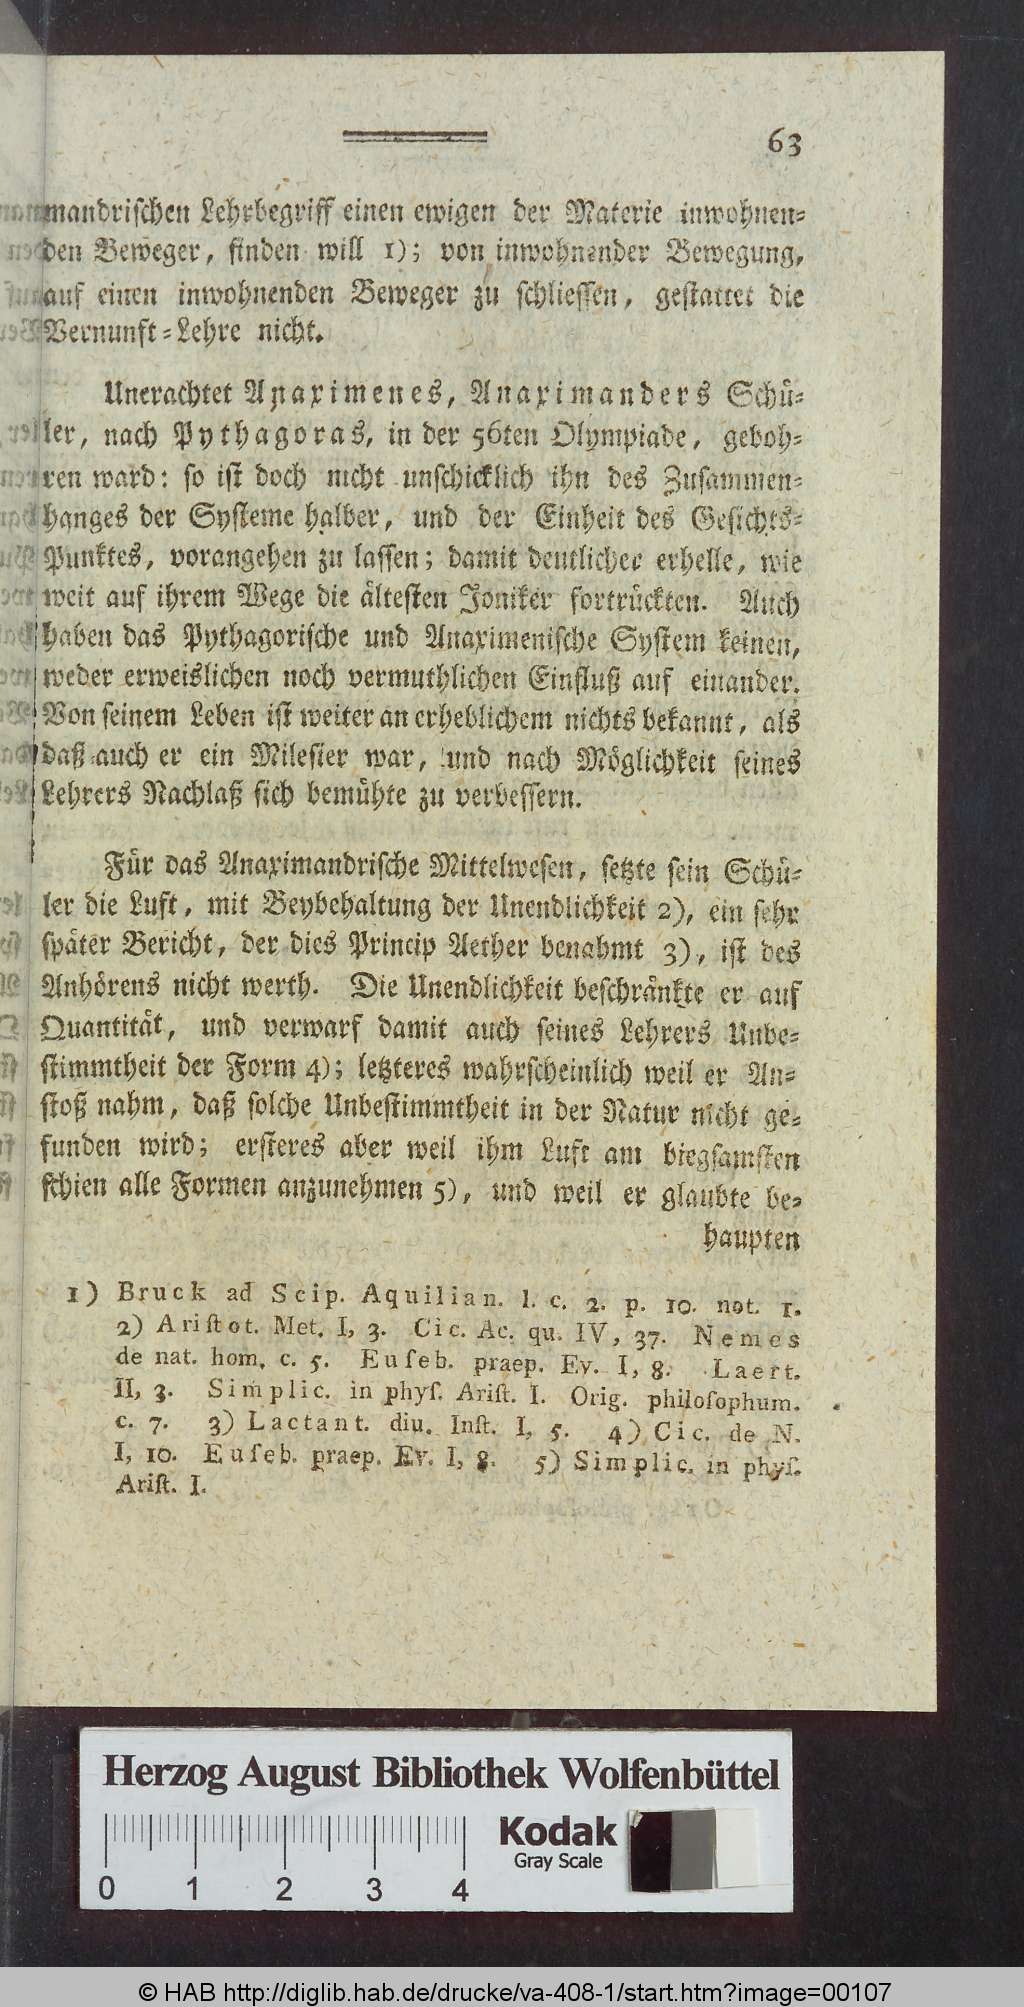 63
mandrischen Lehrbegriff einen ewigen der Materie inwohnen-
den Beweger, finden will 1); von inwohnender Bewegung,
auf einen inwohnenden Beweger zu schliessen, gestattet die
Vernunft-Lehre nicht.
Unerachtet Anaximenes, Anaximanders Schü-
ler, nach Pythagoras, in der 56ten Olympiade, geboh-
ren ward: so ist doch nicht unschicklich ihn des Zusammen-
hanges der Systeme halber, und der Einheit des Gesichts-
Punktes, vorangehen zu lassen; damit deutlicher erhelle, wie
weit auf ihrem Wege die ältesten Joniker fortrückten. Auch
haben das Pythagorische und Anaximenische System keinen,
weder erweislichen noch vermuthlichen Einfluß auf einander.
Von seinem Leben ist weiter an erheblichem nichts bekannt, als
daß auch er ein Milesier war, und nach Möglichkeit seines
Lehrers Nachlaß sich bemühte zu verbessern.
Für das Anaximandrische Mittelwesen, setzte sein Schü-
ler die Luft, mit Beybehaltung der Unendlichkeit 2), ein sehr
später Bericht, der dies Princip Aether benahmt 3), ist des
Anhörens nicht werth. Die Unendlichkeit beschränkte er auf
Quantität, und verwarf damit auch seines Lehrers Unbe-
stimmtheit der Form 4); letzteres wahrscheinlich weil er An-
stoß nahm, daß solche Unbestimmtheit in der Natur nicht ge-
funden wird; ersteres aber weil ihm Luft am biegsamsten
schien alle Formen anzunehmen 5), und weil er glaubte be-
haupten
1) Bruck ad Scip. Aquilian. l. c. 2. p. 10. not. 1.
2) Aristot. Met. I, 3. Cic. Ac. qu. IV, 37. Nemes
de nat. hom. c. 5. Euseb. praep. Ev. I, 8. Laert.
II, 3. Simplic. in phys. Arist. I. Orig. philosophum.
c. 7. 3) Lactant. diu. Inst. I, 5. 4) Cic. de N.
I, 10. Euseb. praep. Ev. I, 8. 5) Simplic. in phys.
Arist. I.
Herzog August Bibliothek Wolfenbüttel
Kodak
Gray Scale
0 1 2 3 4
© HAB http://diglib.hab.de/drucke/va-408-1/start.htm?image=00107